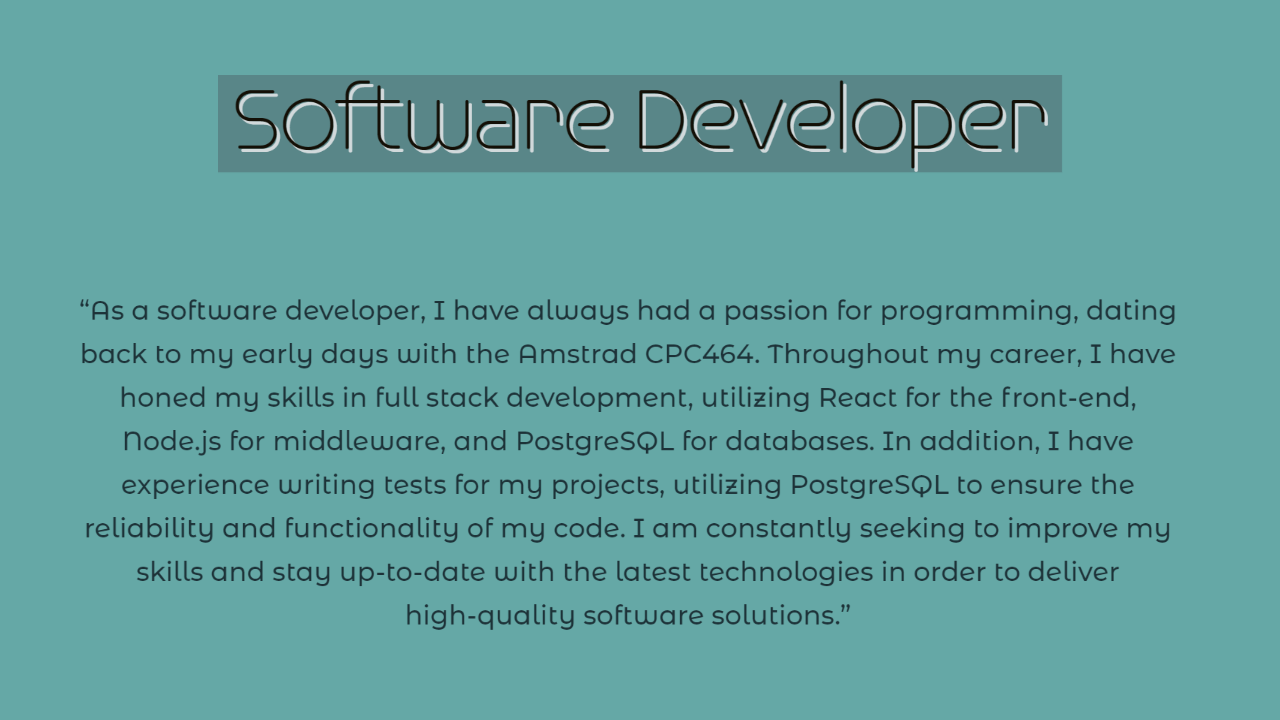 Software Developer
“As a software developer, I have always had a passion for programming, dating
back to my early days with the Amstrad CPC464. Throughout my career, I have
honed my skills in full stack development, utilizing React for the front-end,
Node.js for middleware, and PostgreSQL for databases. In addition, I have
experience writing tests for my projects, utilizing PostgreSQL to ensure the
reliability and functionality of my code. I am constantly seeking to improve my
skills and stay up-to-date with the latest technologies in order to deliver
high-quality software solutions.”